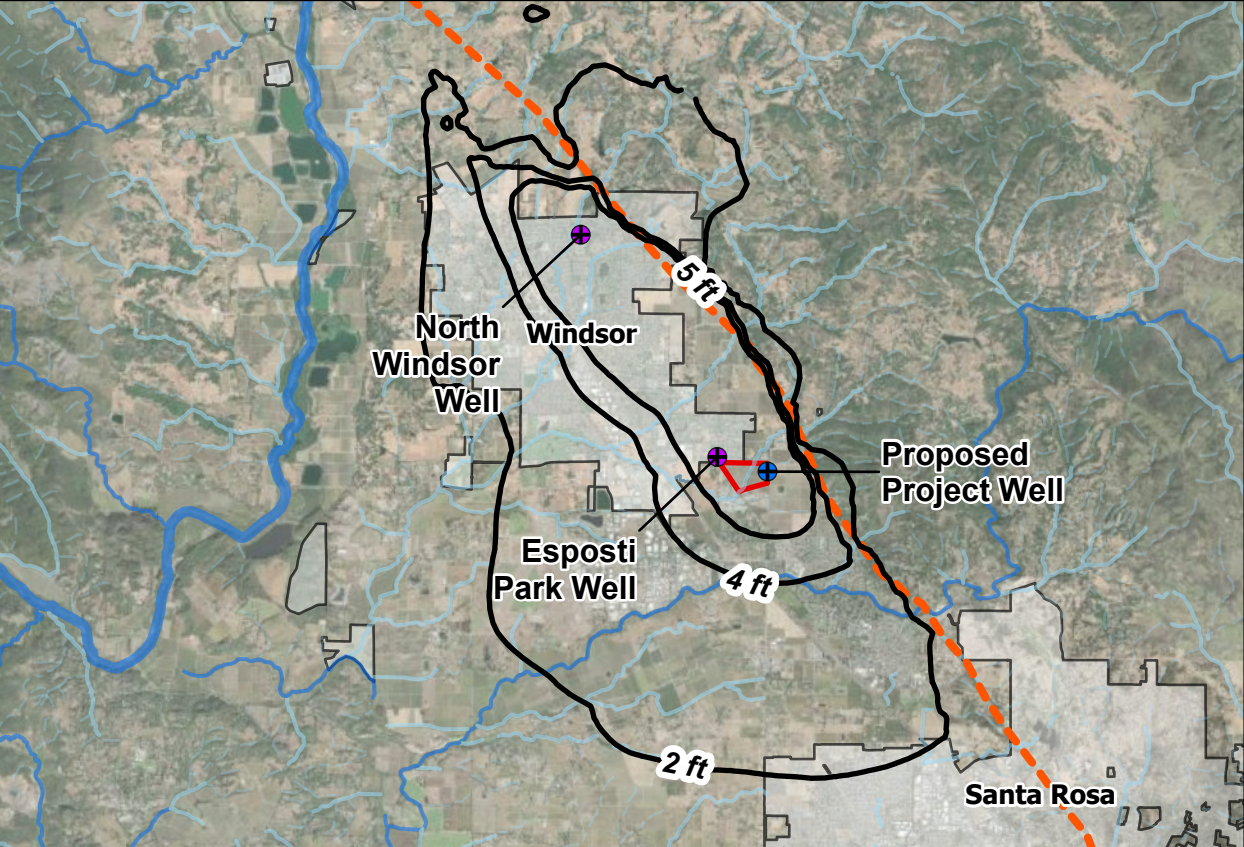 5 ft
North
Windsor
Well
Windsor
Proposed
Project Well
Esposti
Park Well
4 ft
2 ft
Santa Rosa